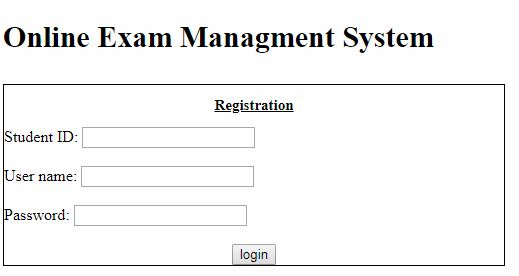 Online Exam Managment System
Registration
Student ID:
User name:
Password:
login